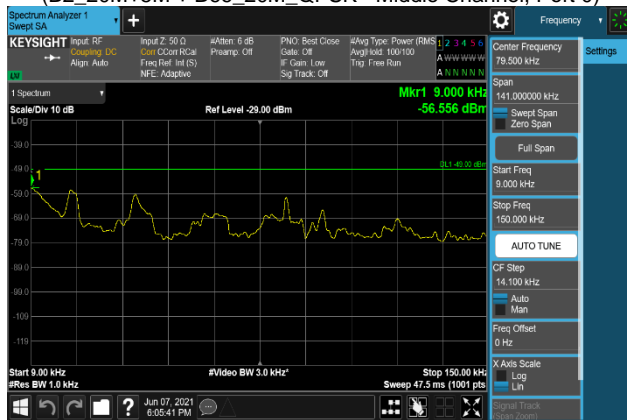 Spectrum Analyzer 1
Swept SA
Frequency
KEYSIGHT
Input: RF
Coupling: DC
Align: Auto
Input Z: 50 Ω
Corr CCorr RCal
Freq Ref: Int (S)
NFE: Adaptive
#Atten: 6 dB
Preamp: Off
PNO: Best Close
Gate: Off
IF Gain: Low
Sig Track: Off
#Avg Type: Power (RMS
Avg|Hold: 100/100
Trig: Free Run
1 2 3 4 5 6
A W W W W W
A N N N N N
LW
1 Spectrum
Scale/Div 10 dB
Log
Ref Level -29.00 dBm
Mkr1 9.000 kHz
-56.556 dBm
-39.0
-49.0
-59.0
-69.0
-79.0
-89.0
-99.0
-109
-119
DL1 -49.00 dBm
1
Start 9.00 kHz
#Res BW 1.0 kHz
#Video BW 3.0 kHz*
Stop 150.00 kHz
Sweep 47.5 ms (1001 pts
Jun 07, 2021
6:05:41 PM
Center Frequency
79.500 kHz
Settings
Span
141.000000 kHz
Swept Span
Zero Span
Full Span
Start Freq
9.000 kHz
Stop Freq
150.000 kHz
AUTO TUNE
CF Step
14.100 kHz
Auto
Man
Freq Offset
0 Hz
X Axis Scale
Log
Lin
Signal Track
(Span Zoom)